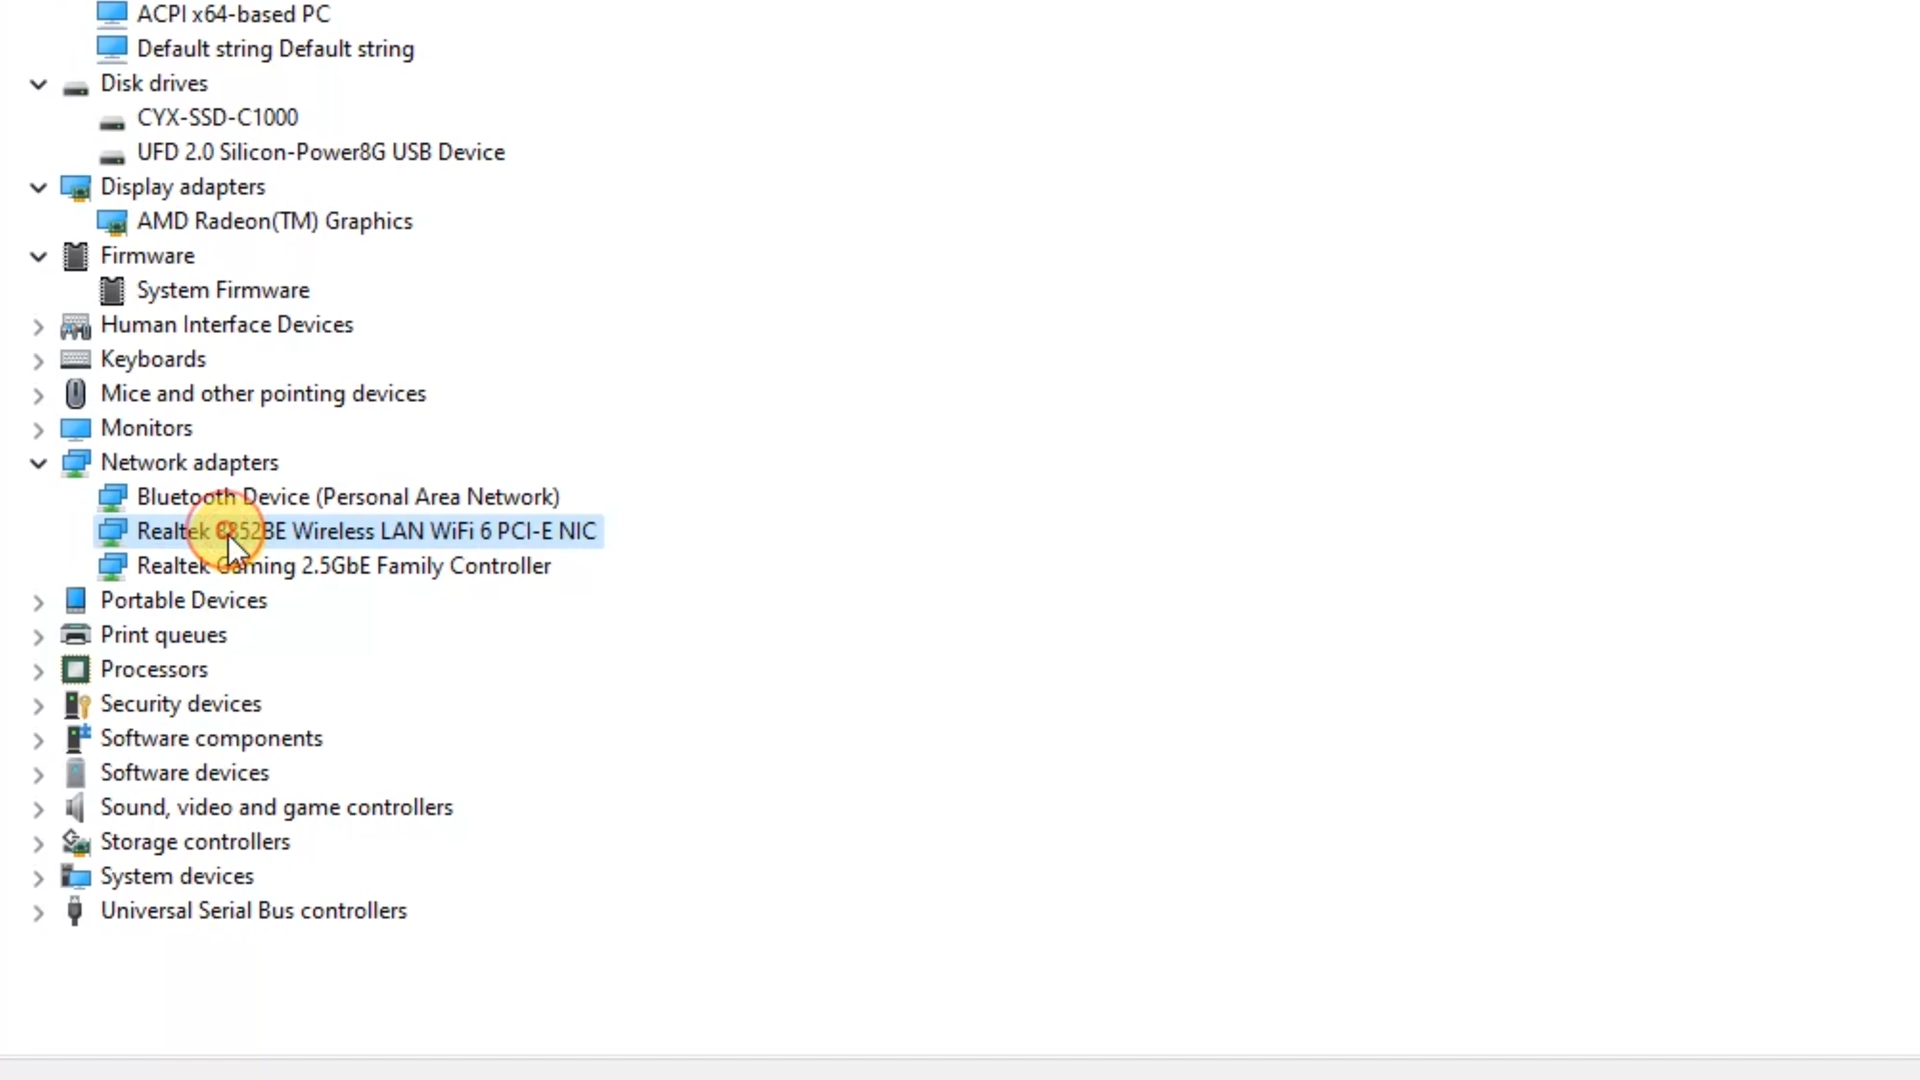 ACPI x64-based PC
Default string Default string
Disk drives
CYX-SSD-C1000
UFD 2.0 Silicon-Power8G USB Device
Display adapters
AMD Radeon(TM) Graphics
Firmware
System Firmware
Human Interface Devices
Keyboards
Mice and other pointing devices
Monitors
Network adapters
Bluetooth Device (Personal Area Network)
Realtek 8852BE Wireless LAN WiFi 6 PCI-E NIC
Realtek Gaming 2.5GbE Family Controller
Portable Devices
Print queues
Processors
Security devices
Software components
Software devices
Sound, video and game controllers
Storage controllers
System devices
Universal Serial Bus controllers